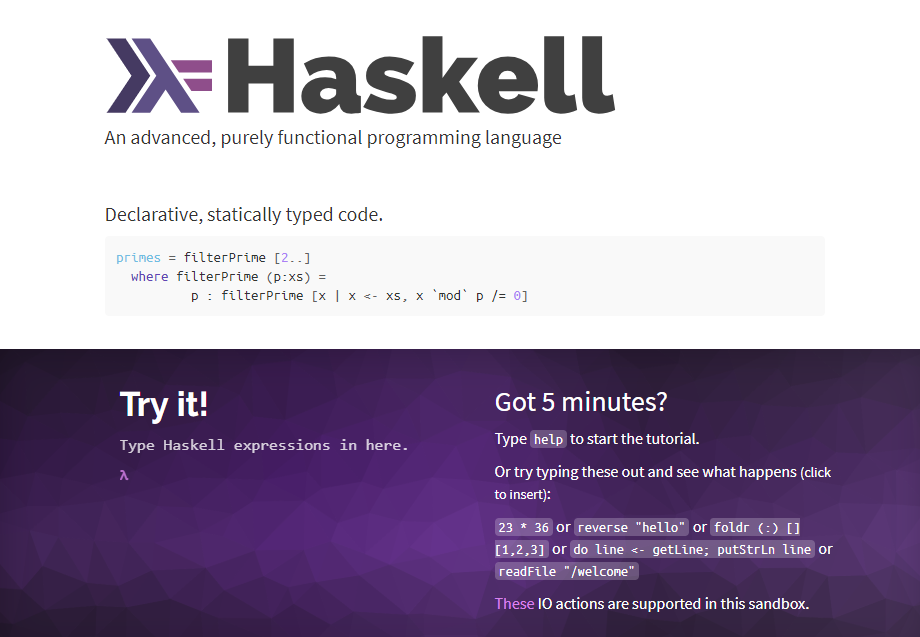 Haskell
An advanced, purely functional programming language
Declarative, statically typed code.
primes = filterPrime [2..]
  where filterPrime (p:xs) =
          p : filterPrime [x | x <- xs, x `mod` p /= 0]
Try it!
Type Haskell expressions in here.
λ
Got 5 minutes?
Type help to start the tutorial.
Or try typing these out and see what happens (click
to insert):
23 * 36 or reverse "hello" or foldr (:) []
[1,2,3] or do line <- getLine; putStrLn line or
readFile "/welcome"
These IO actions are supported in this sandbox.